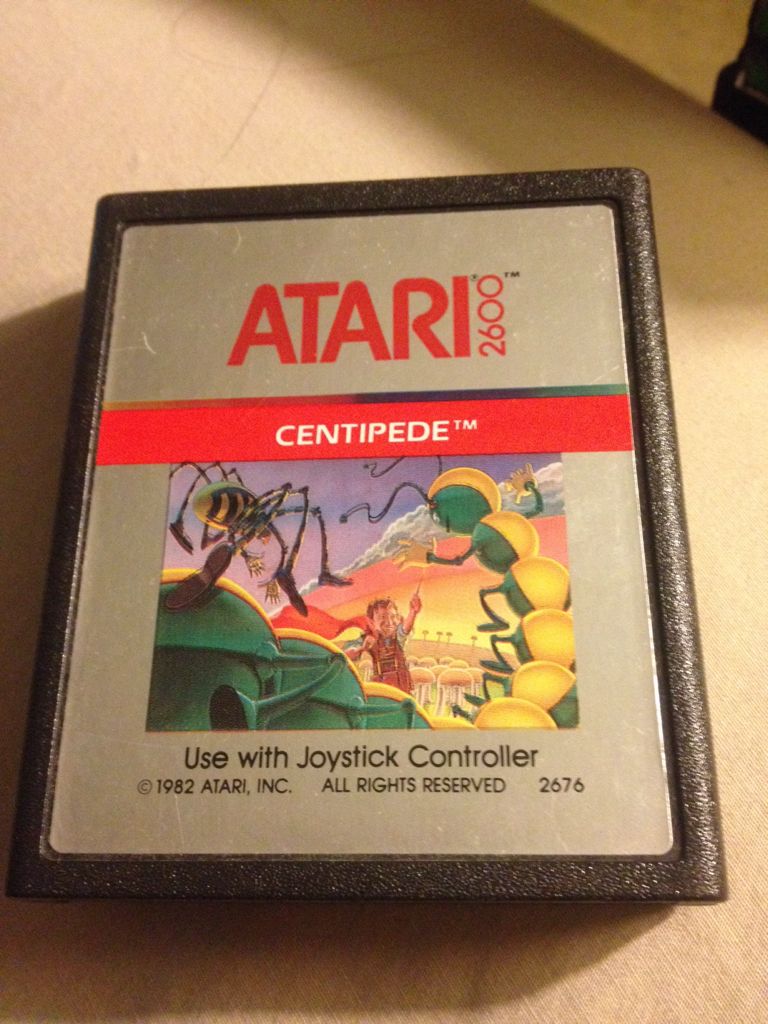 ATARI® 2600™
CENTIPEDE™
Use with Joystick Controller
© 1982 ATARI, INC. ALL RIGHTS RESERVED 2676